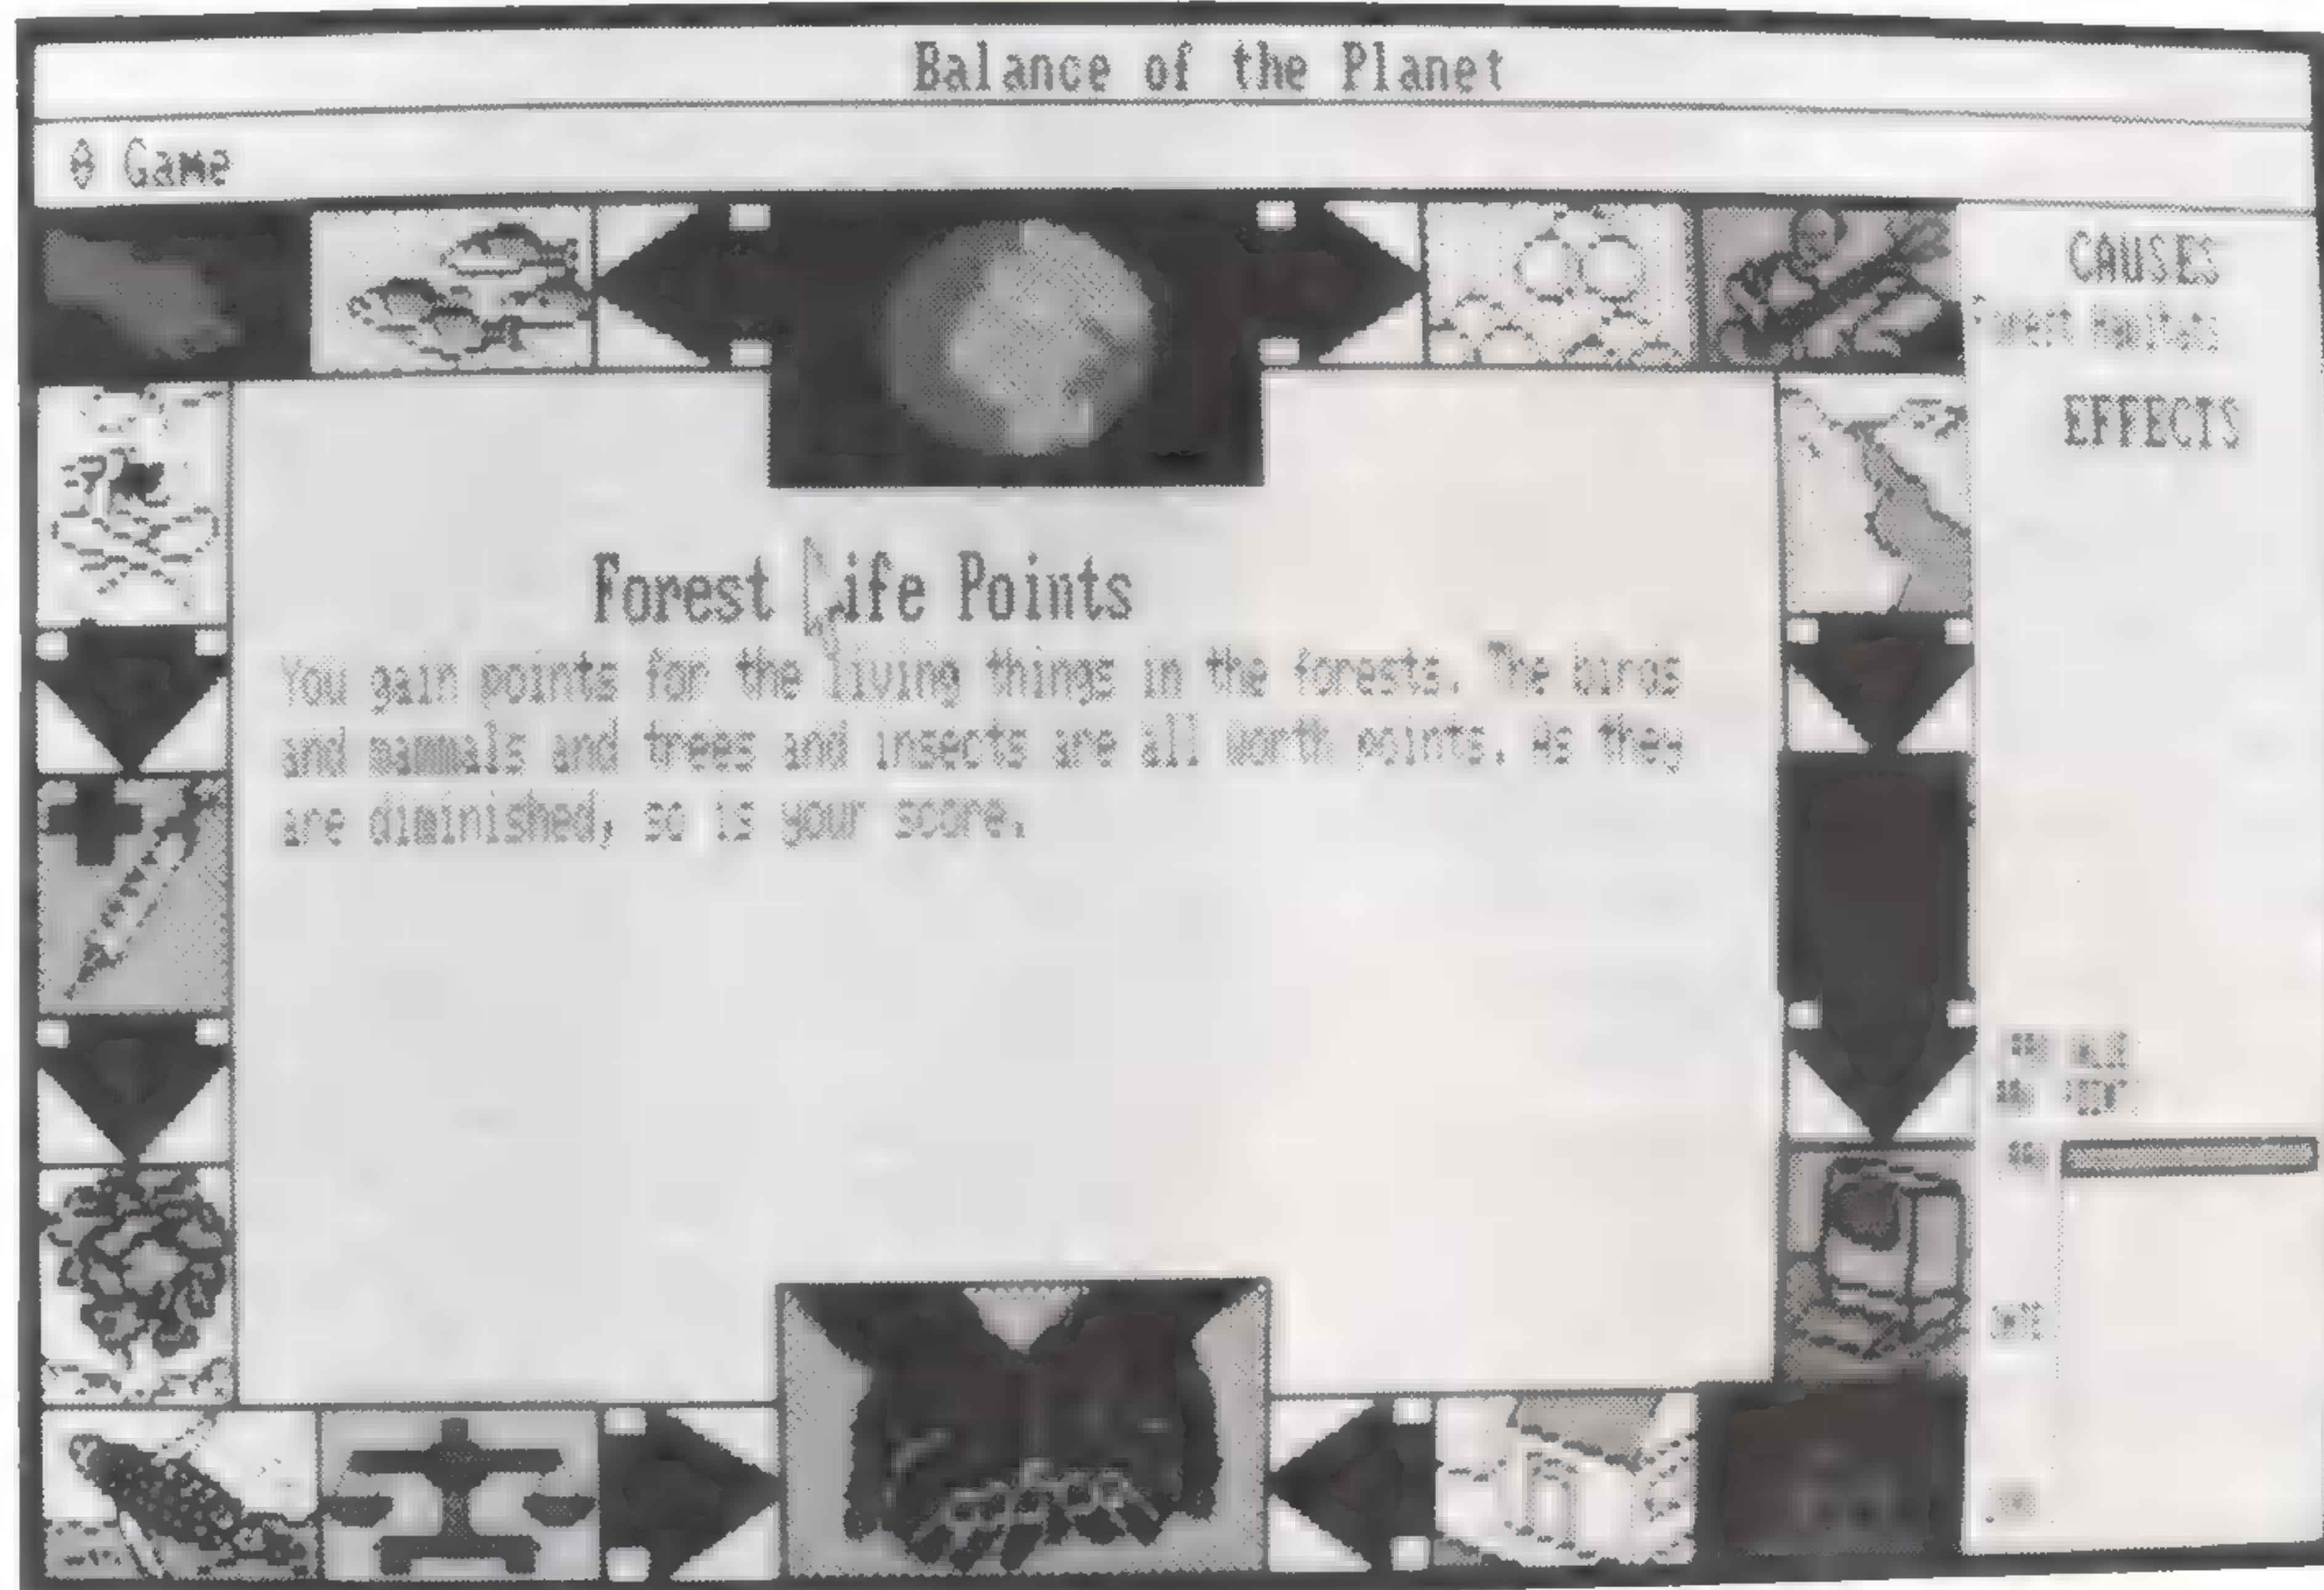 Balance of the Planet
Game
CAUSES
EFFECTS
Forest Life Points
You gain points for the living things in the forests. The birds
and mammals and trees and insects are all worth points. As they
are diminished, so is your score.